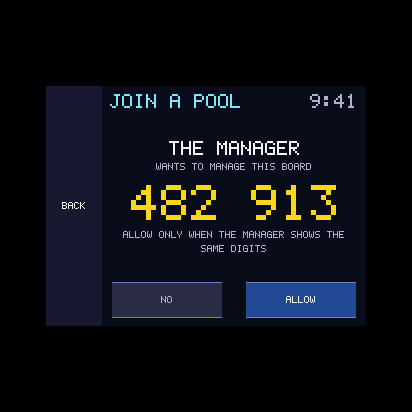 JOIN A POOL 9:41
THE MANAGER
WANTS TO MANAGE THIS BOARD
482 913
BACK
ALLOW ONLY WHEN THE MANAGER SHOWS THE
SAME DIGITS
NO ALLOW